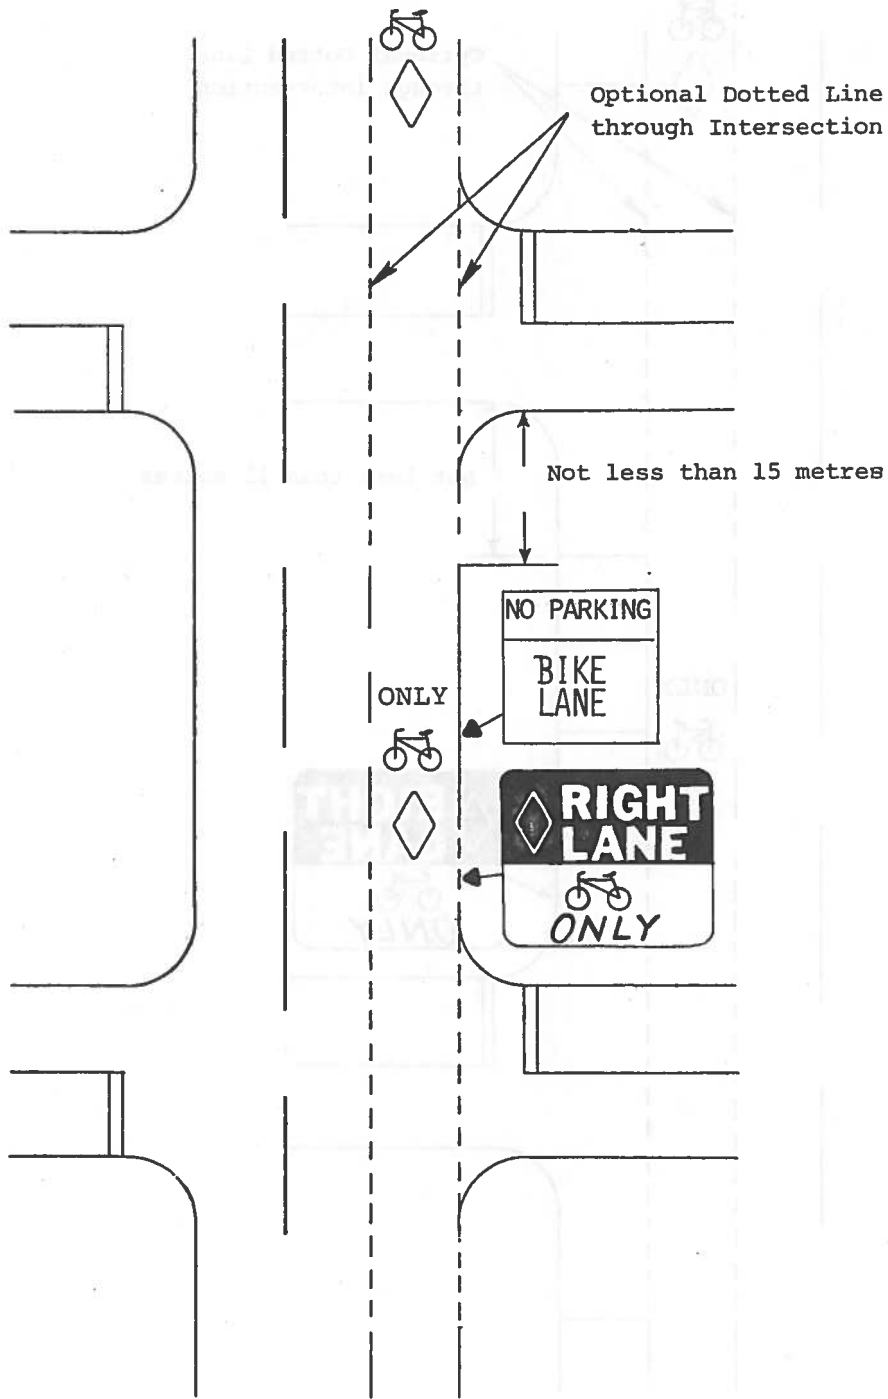 Optional Dotted Line
through Intersection
Not less than 15 metres
NO PARKING
BIKE
LANE
ONLY
RIGHT
LANE
ONLY